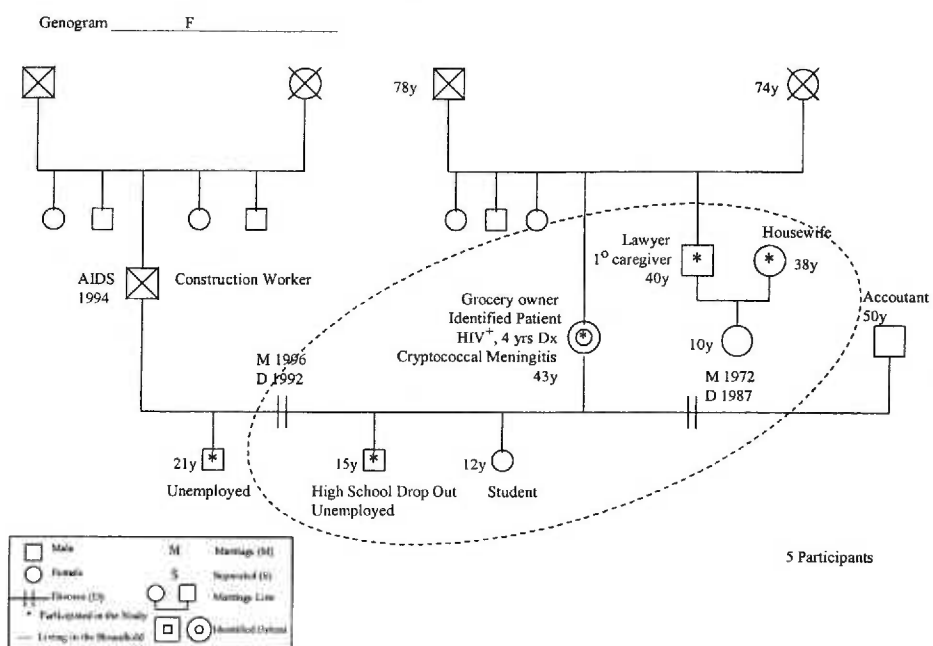 Genogram F
78y
74y
Lawyer
1° caregiver
40y
*
Housewife
*
38y
AIDS
1994
Construction Worker
Grocery owner
Identified Patient
HIV+, 4 yrs Dx
Cryptococcal Meningitis
43y
*
10y
Accoutant
50y
M 1996
D 1992
M 1972
D 1987
21y
*
Unemployed
15y
*
High School Drop Out
Unemployed
12y
Student
Male
M
Marriage (M)
Female
S
Separated (S)
Divorce (D)
Marriage Line
* Participated in the Study
Living in the Household
Identified Patient
5 Participants